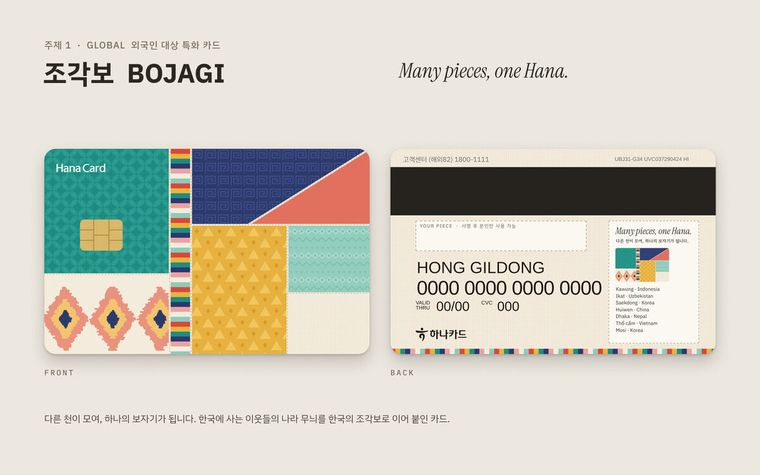 주제 1 · GLOBAL 외국인 대상 특화 카드
조각보 BOJAGI
Many pieces, one Hana.
Hana Card
고객센터 (해외82) 1800-1111
UBJ31-G34 UVC037290424 HI
YOUR PIECE · 서명 후 본인만 사용 가능
HONG GILDONG
0000 0000 0000 0000
VALID THRU 00/00 CVC 000
하나카드
Many pieces, one Hana.
다른 천이 모여, 하나의 보자기가 됩니다.
Kawung · Indonesia
Ikat · Uzbekistan
Saekdong · Korea
Huiwen · China
Dhaka · Nepal
Thổ cẩm · Vietnam
Mosi · Korea
FRONT
BACK
다른 천이 모여, 하나의 보자기가 됩니다. 한국에 사는 이웃들의 나라 무늬를 한국의 조각보로 이어 붙인 카드.